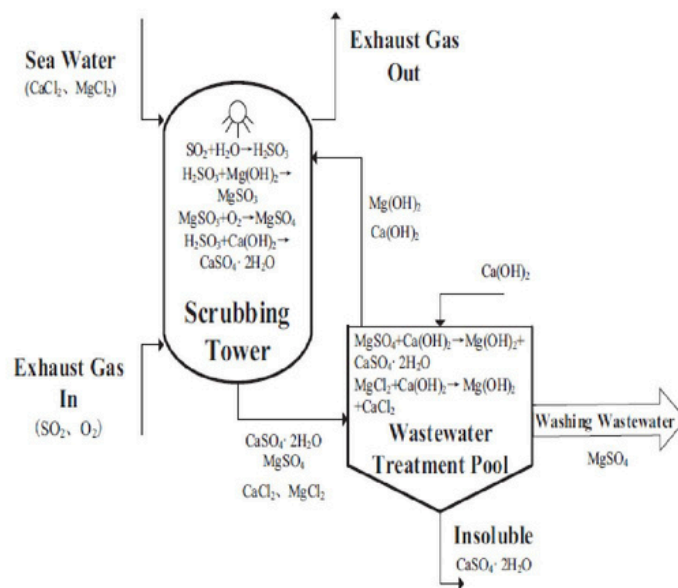 Sea Water
(CaCl₂、MgCl₂)
Exhaust Gas
Out
SO₂+H₂O→H₂SO₃
H₂SO₃+Mg(OH)₂→
MgSO₃
MgSO₃+O₂→MgSO₄
H₂SO₃+Ca(OH)₂→
CaSO₄· 2H₂O
Scrubbing
Tower
Mg(OH)₂
Ca(OH)₂
Ca(OH)₂
Exhaust Gas
In
(SO₂、O₂)
MgSO₄+Ca(OH)₂→Mg(OH)₂+
CaSO₄· 2H₂O
MgCl₂+Ca(OH)₂→Mg(OH)₂
+CaCl₂
Wastewater
Treatment Pool
Washing Wastewater
MgSO₄
CaSO₄· 2H₂O
MgSO₄
CaCl₂、MgCl₂
Insoluble
CaSO₄· 2H₂O